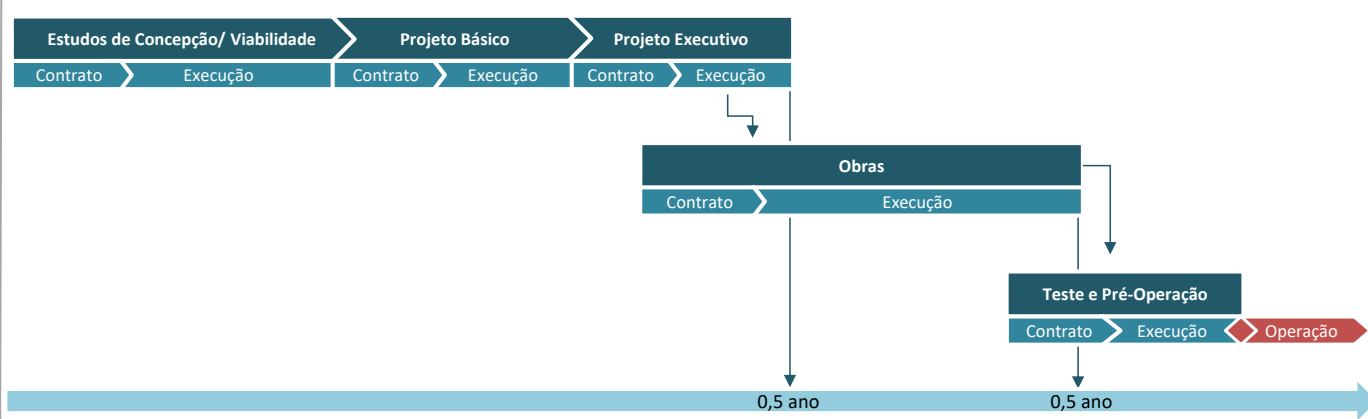 Estudos de Concepção/ Viabilidade Projeto Básico Projeto Executivo
Contrato Execução Contrato Execução Contrato Execução
Obras
Contrato Execução
Teste e Pré-Operação
Contrato Execução Operação
0,5 ano 0,5 ano